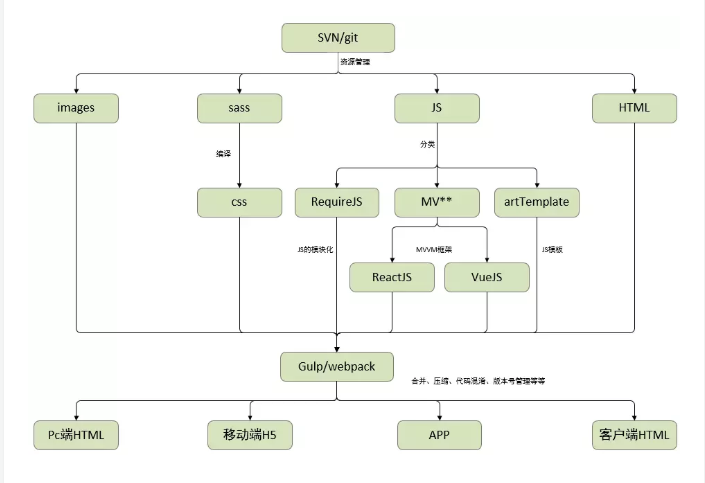 SVN/git
资源管理
images
sass
JS
HTML
编译
分类
css
RequireJS
MV**
artTemplate
JS的模块化
MVVM框架
JS模板
ReactJS
VueJS
Gulp/webpack
合并、压缩、代码混淆、版本号管理等等
Pc端HTML
移动端H5
APP
客户端HTML